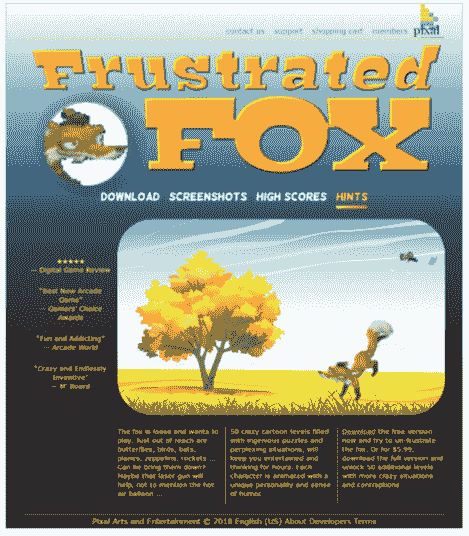 contact us support shopping cart members pixal
Frustrated
FOX
DOWNLOAD SCREENSHOTS HIGH SCORES HINTS
★★★★★
— Digital Game Review
"Best New Arcade
Game"
— Gamers' Choice
Awards
"Fun and Addicting"
— Arcade World
"Crazy and Endlessly
Inventive"
— W Board
The fox is loose and wants to
play. Just out of reach are
butterflies, birds, bats,
planes, zeppelins, rockets ...
Can he bring them down?
Maybe that laser gun will
help, not to mention the hot
air balloon ...
50 crazy cartoon levels filled
with ingenious puzzles and
perplexing situations, will
keep you entertained and
thinking for hours. Each
character is animated with a
unique personality and sense
of humor.
Download the free version
now and try to un-frustrate
the fox. Or for $5.99,
download the full version and
unlock 50 additional levels
with more crazy situations
and contraptions
Pixal Arts and Entertainment © 2018 English (US) About Developers Terms